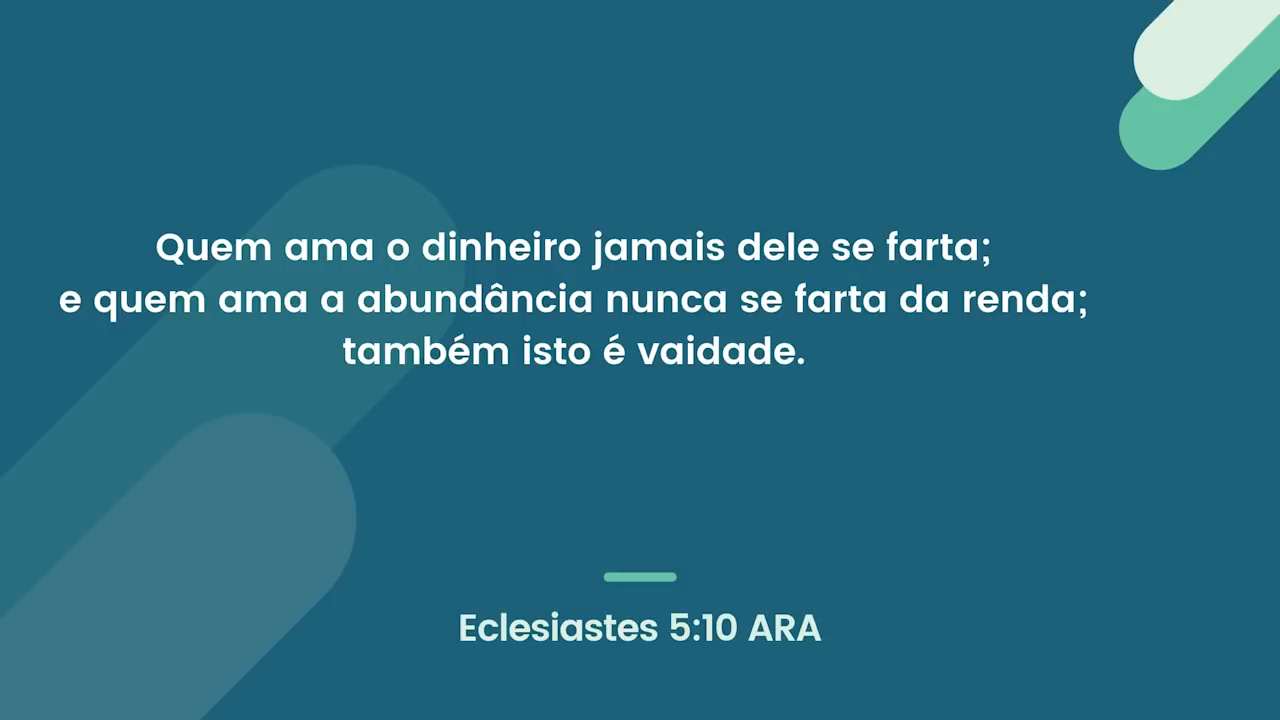 Quem ama o dinheiro jamais dele se farta;
e quem ama a abundância nunca se farta da renda;
também isto é vaidade.
Eclesiastes 5:10 ARA